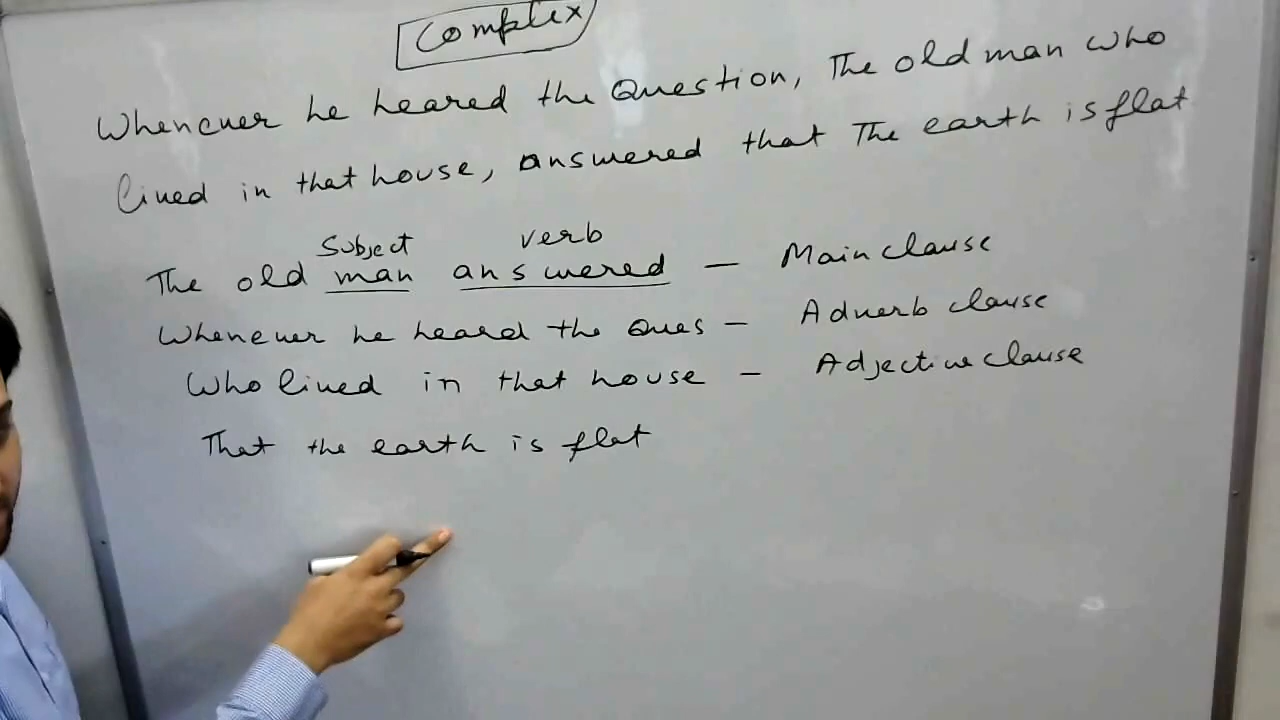 Complex
Whenever he heared the Question, The old man who
lived in that house, answered that The earth is flat
Subject verb
The old man answered — Main clause
Whenever he heard the Ques — Adverb clause
Who lived in that house — Adjective clause
That the earth is flat